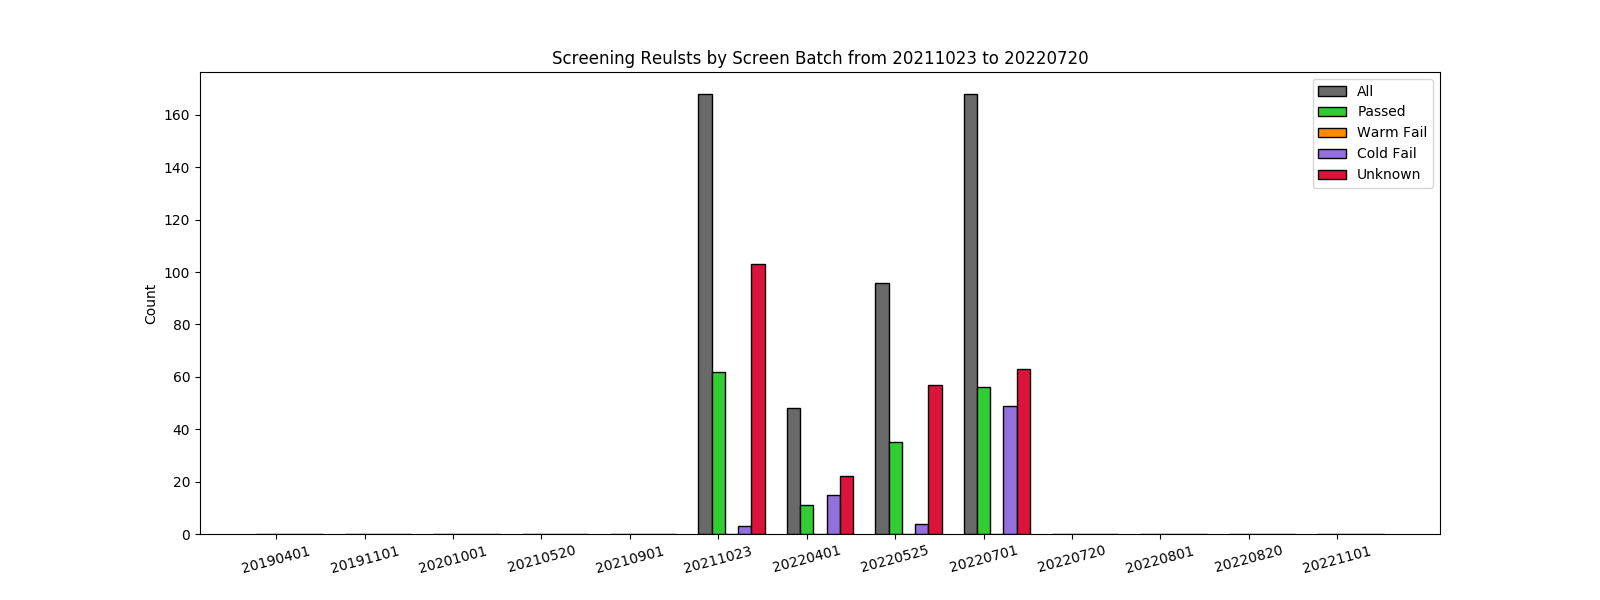 Screening Reulsts by Screen Batch from 20211023 to 20220720
All
Passed
Warm Fail
Cold Fail
Unknown
Count
160
140
120
100
80
60
40
20
0
20190401 20191101 20201001 20210520 20210901 20211023 20220401 20220525 20220701 20220720 20220801 20220820 20221101